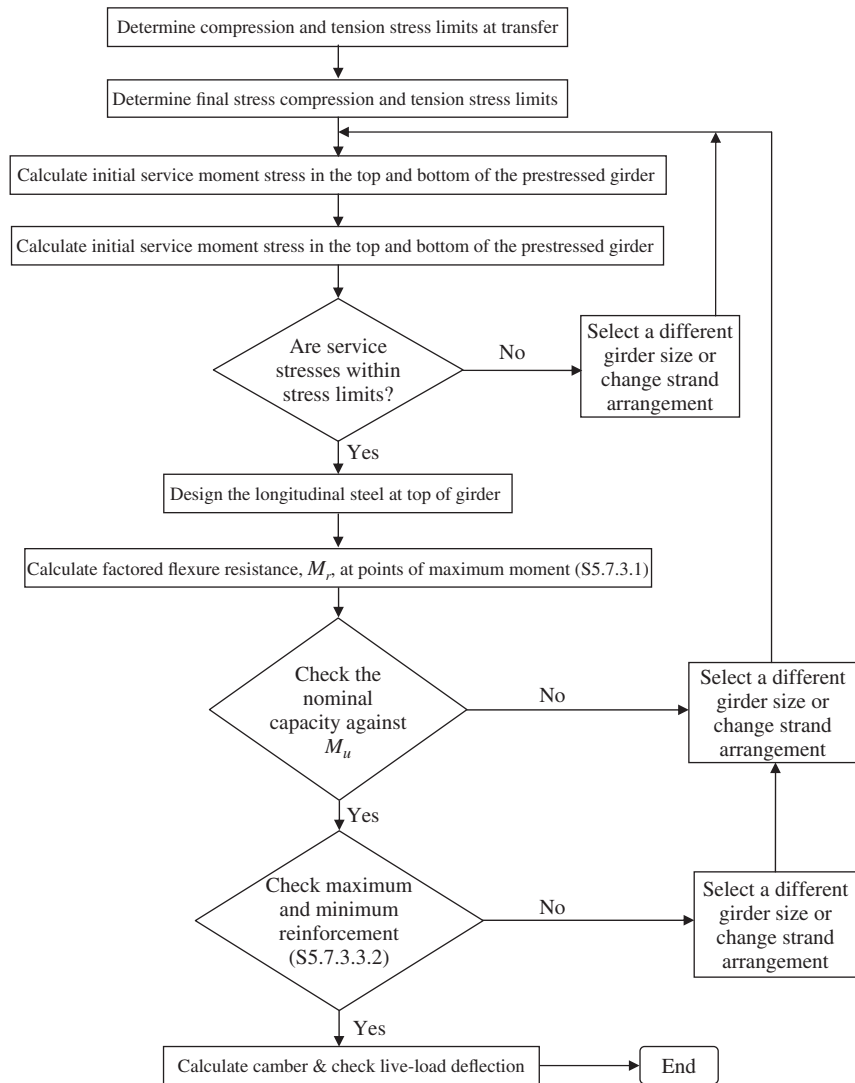 Determine compression and tension stress limits at transfer
Determine final stress compression and tension stress limits
Calculate initial service moment stress in the top and bottom of the prestressed girder
Calculate initial service moment stress in the top and bottom of the prestressed girder
Are service
stresses within
stress limits?
No
Select a different
girder size or
change strand
arrangement
Yes
Design the longitudinal steel at top of girder
Calculate factored flexure resistance, M_r, at points of maximum moment (S5.7.3.1)
Check the
nominal
capacity against
M_u
No
Select a different
girder size or
change strand
arrangement
Yes
Check maximum
and minimum
reinforcement
(S5.7.3.3.2)
No
Select a different
girder size or
change strand
arrangement
Yes
Calculate camber & check live-load deflection
End